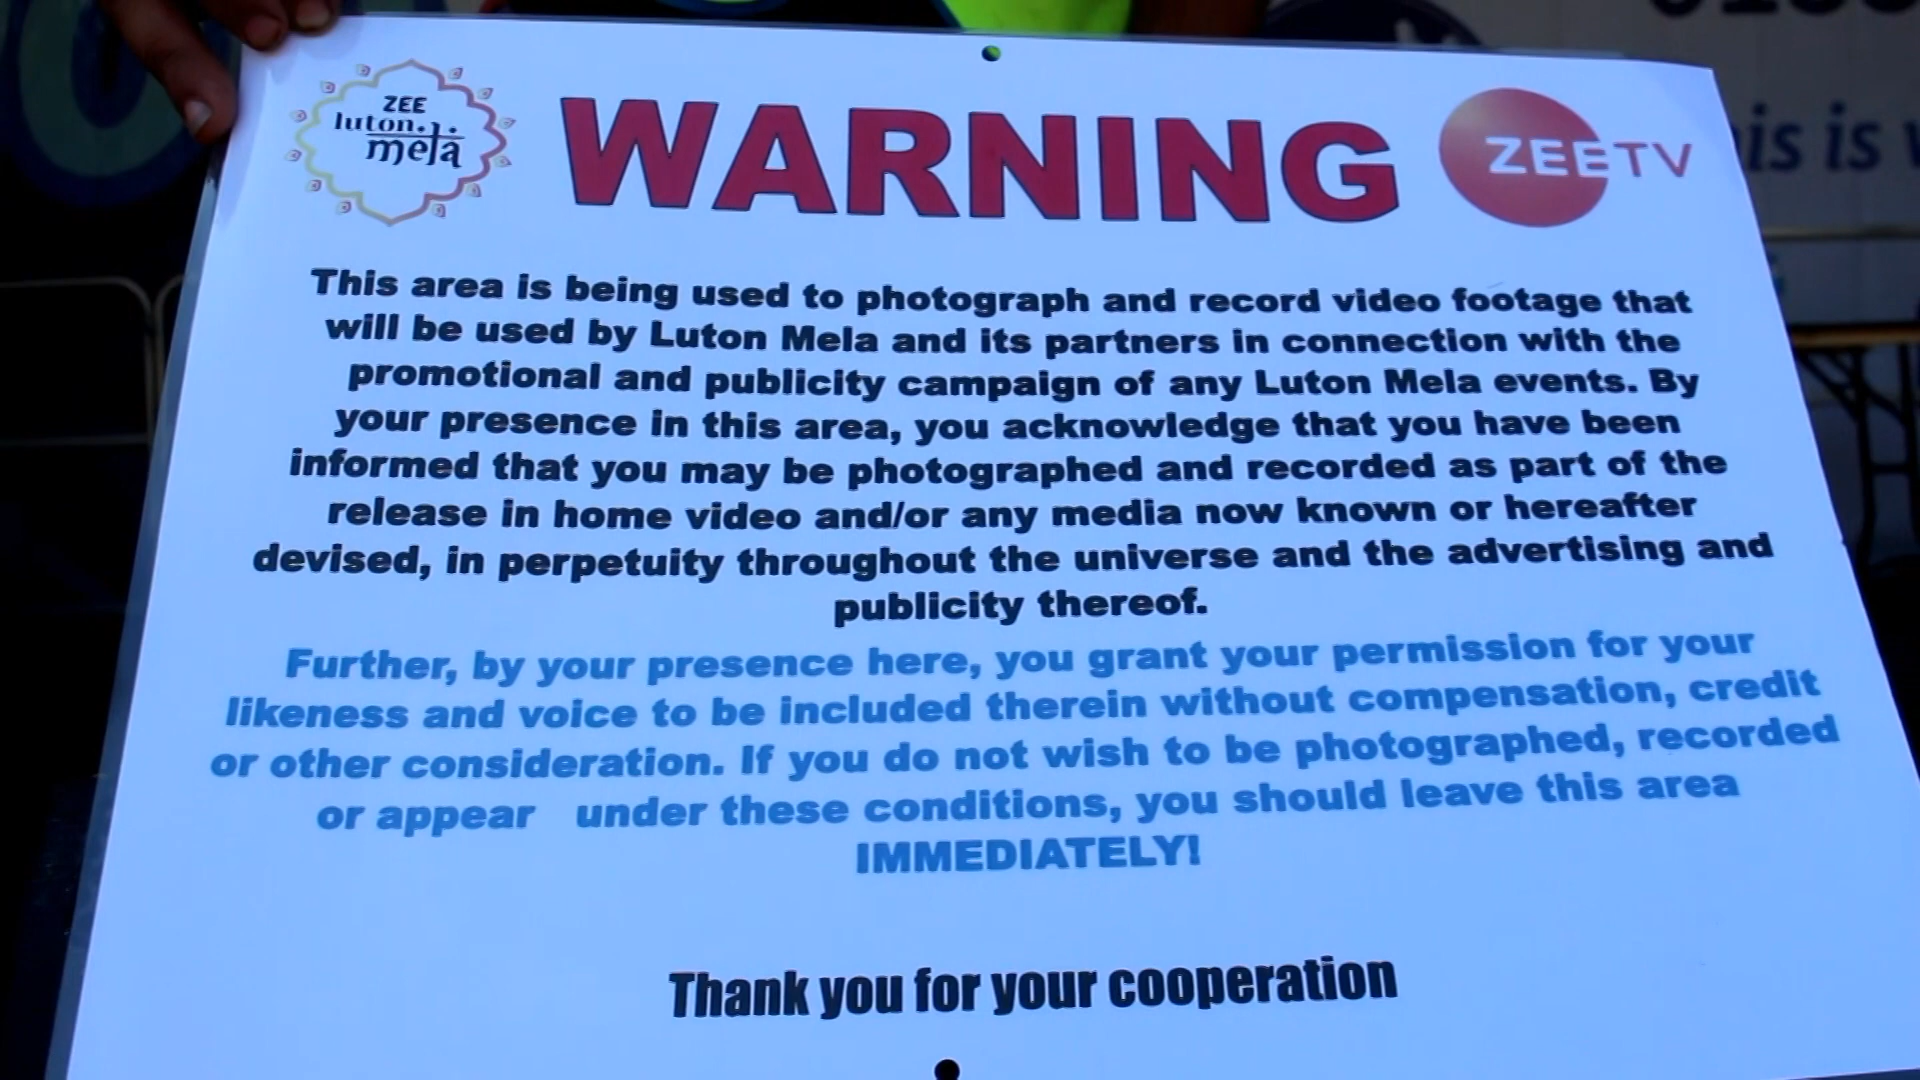 ZEE
luton
mela
WARNING
ZEETV
This area is being used to photograph and record video footage that
will be used by Luton Mela and its partners in connection with the
promotional and publicity campaign of any Luton Mela events. By
your presence in this area, you acknowledge that you have been
informed that you may be photographed and recorded as part of the
release in home video and/or any media now known or hereafter
devised, in perpetuity throughout the universe and the advertising and
publicity thereof.
Further, by your presence here, you grant your permission for your
likeness and voice to be included therein without compensation, credit
or other consideration. If you do not wish to be photographed, recorded
or appear under these conditions, you should leave this area
IMMEDIATELY!
Thank you for your cooperation
is is